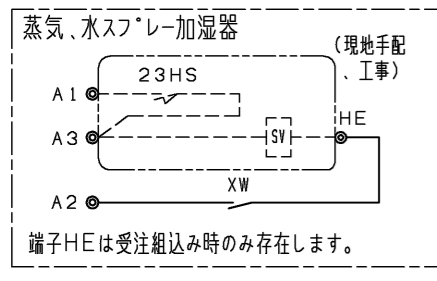 蒸気、水スプレー加湿器
(現地手配
、工事)
23HS
A1
HE
A3
SV
XW
A2
端子HEは受注組込み時のみ存在します。